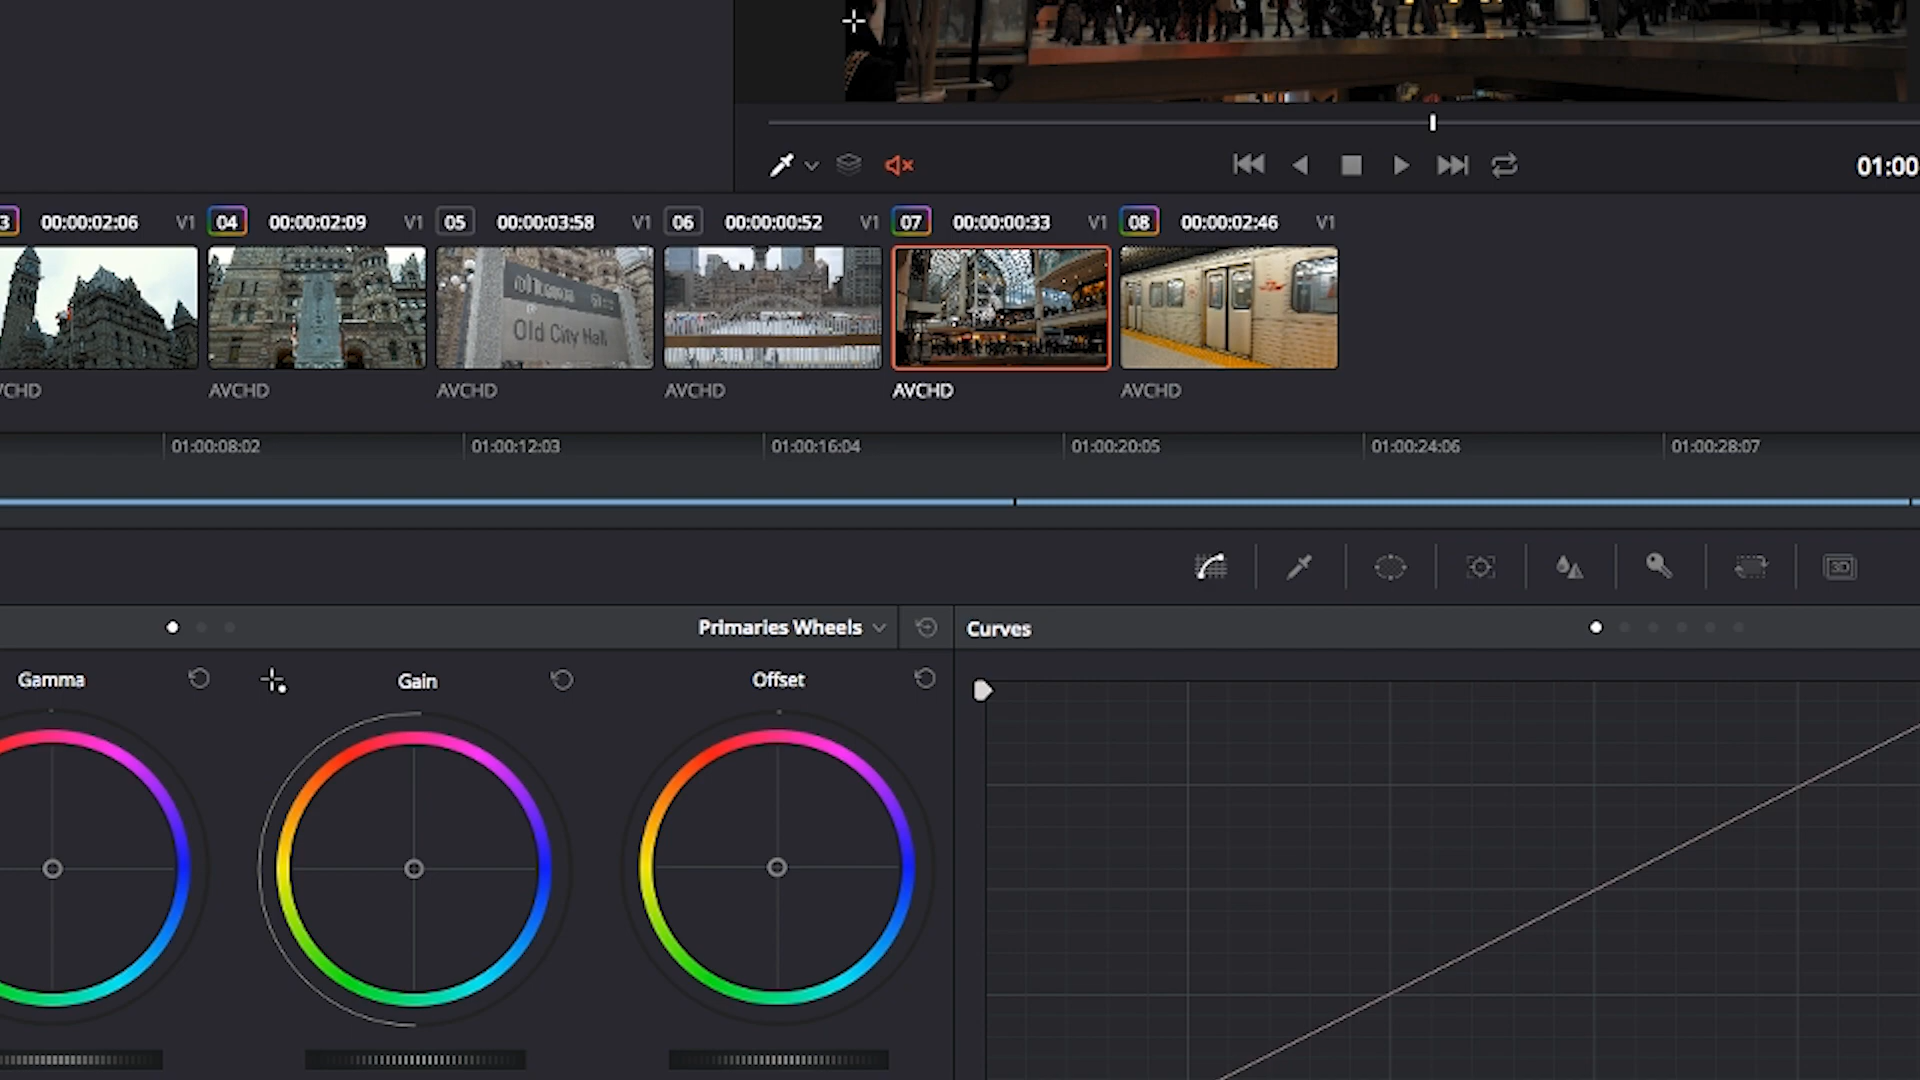 01:00
3 00:00:02:06 V1 04 00:00:02:09 V1 05 00:00:03:58 V1 06 00:00:00:52 V1 07 00:00:00:33 V1 08 00:00:02:46 V1
Old City Hall
AVCHD AVCHD AVCHD AVCHD AVCHD
01:00:08:02 01:00:12:03 01:00:16:04 01:00:20:05 01:00:24:06 01:00:28:07
3D
Primaries Wheels Curves
Gamma Gain Offset